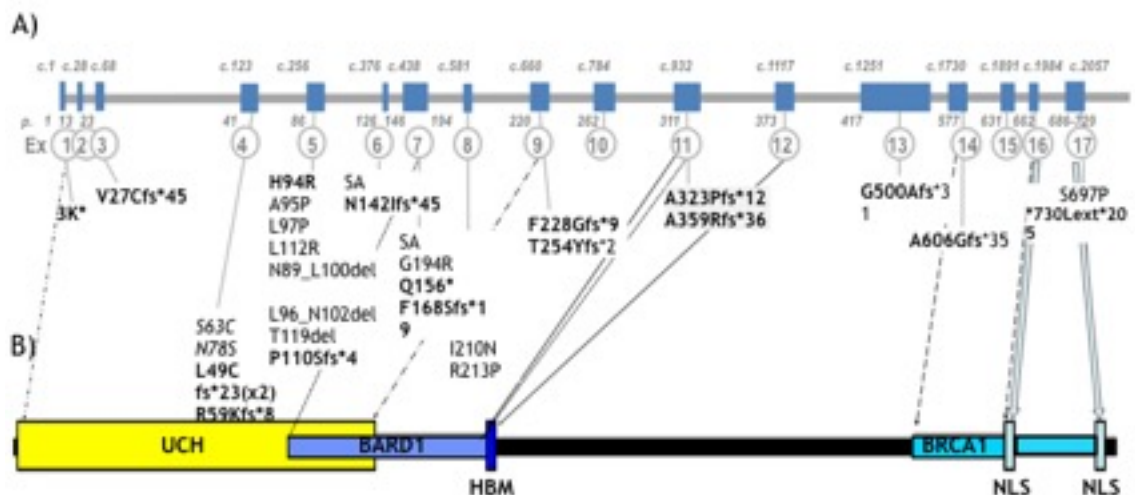 A)
c.1 c.28 c.68 c.123 c.256 c.376 c.438 c.581 c.660 c.784 c.932 c.1117 c.1251 c.1730 c.1891 c.1984 c.2057
p. 1 13 23 41 86 126 146 194 220 262 311 373 417 577 631 662 686-729
Ex 1 2 3 4 5 6 7 8 9 10 11 12 13 14 15 16 17
3K*
V27Cfs*45
S63C
N78S
L49C
fs*23(x2)
R59Kfs*8
H94R
A95P
L97P
L112R
N89_L100del
L96_N102del
T119del
P110Sfs*4
SA
N142Ifs*45
SA
G194R
Q156*
F168Sfs*1
9
I210N
R213P
F228Gfs*9
T254Yfs*2
A323Pfs*12
A359Rfs*36
G500Afs*3
1
A606Gfs*35
S697P
*730Lext*20
5
B)
UCH BARD1 BRCA1
HBM NLS NLS